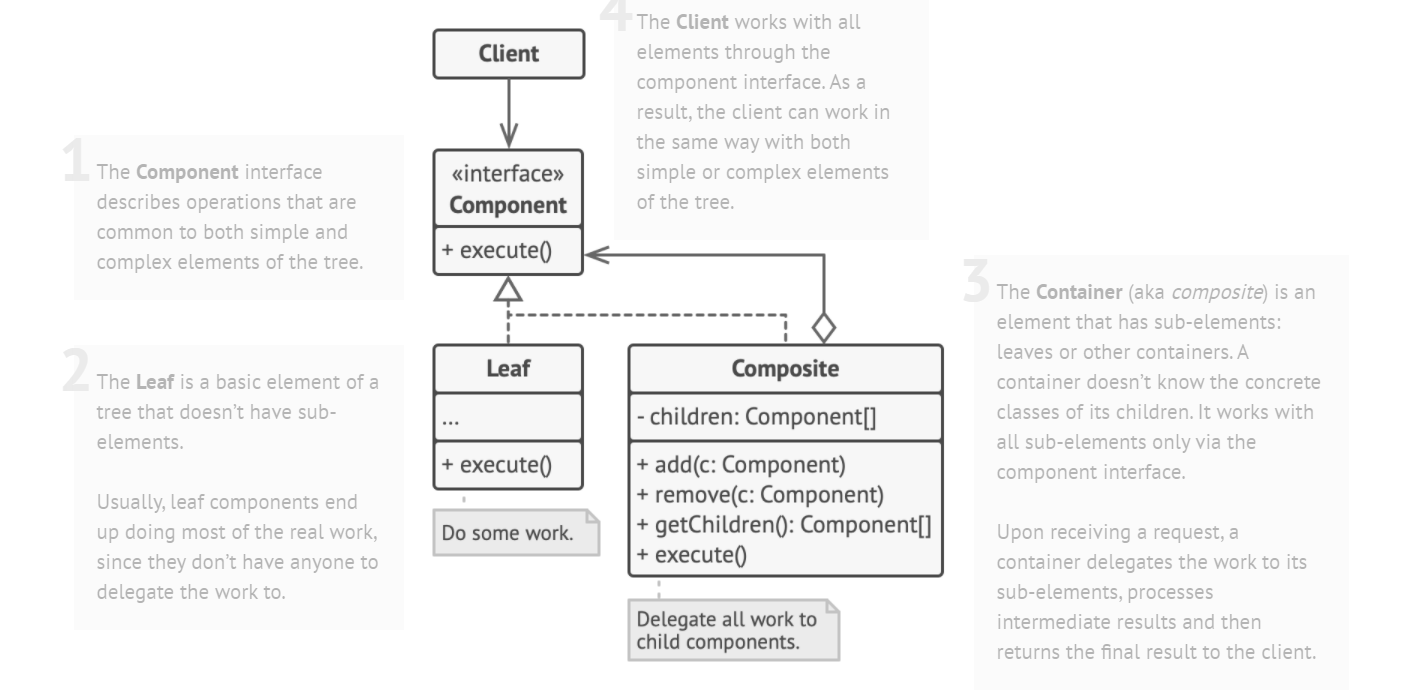 Client
«interface»
Component
+ execute()
Leaf
...
+ execute()
Do some work.
Composite
- children: Component[]
+ add(c: Component)
+ remove(c: Component)
+ getChildren(): Component[]
+ execute()
Delegate all work to
child components.
1
The Component interface
describes operations that are
common to both simple and
complex elements of the tree.
2
The Leaf is a basic element of a
tree that doesn’t have sub-
elements.
Usually, leaf components end
up doing most of the real work,
since they don’t have anyone to
delegate the work to.
3
The Container (aka composite) is an
element that has sub-elements:
leaves or other containers. A
container doesn’t know the concrete
classes of its children. It works with
all sub-elements only via the
component interface.
Upon receiving a request, a
container delegates the work to its
sub-elements, processes
intermediate results and then
returns the final result to the client.
4
The Client works with all
elements through the
component interface. As a
result, the client can work in
the same way with both
simple or complex elements
of the tree.